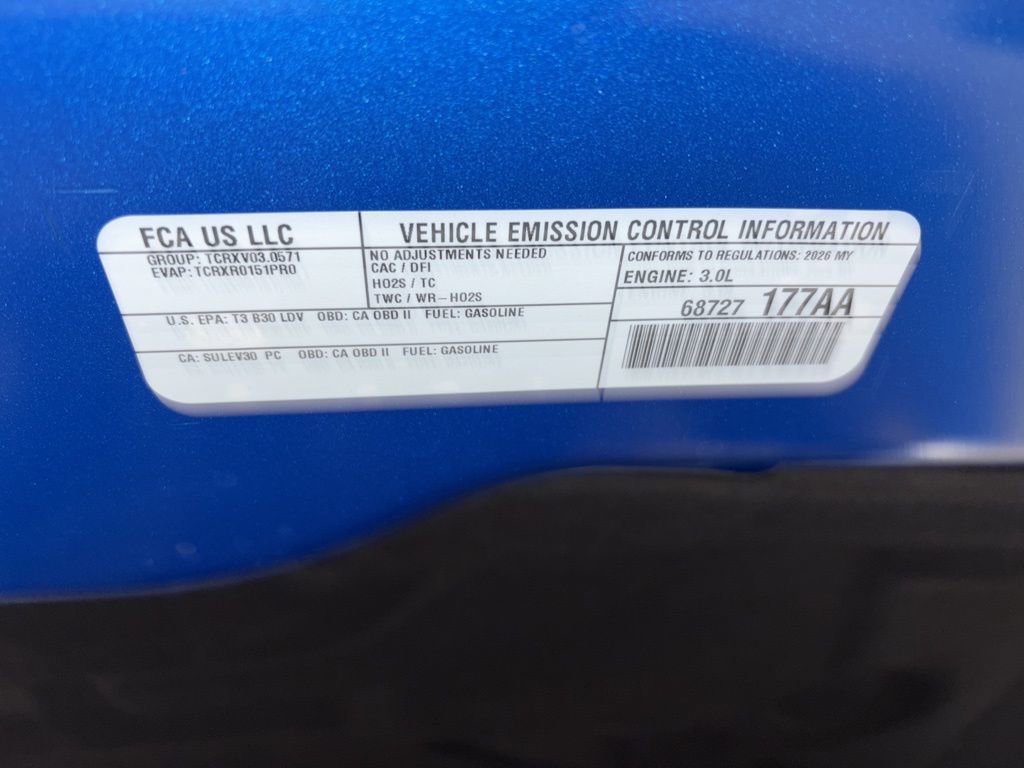 FCA US LLC
VEHICLE EMISSION CONTROL INFORMATION
GROUP: TCRXV03.0571
EVAP: TCRXR0151PR0
NO ADJUSTMENTS NEEDED
CAC / DFI
HO2S / TC
TWC / WR-HO2S
CONFORMS TO REGULATIONS: 2026 MY
ENGINE: 3.0L
68727 177AA
U.S. EPA: T3 B30 LDV OBD: CA OBD II FUEL: GASOLINE
CA: SULEV30 PC OBD: CA OBD II FUEL: GASOLINE